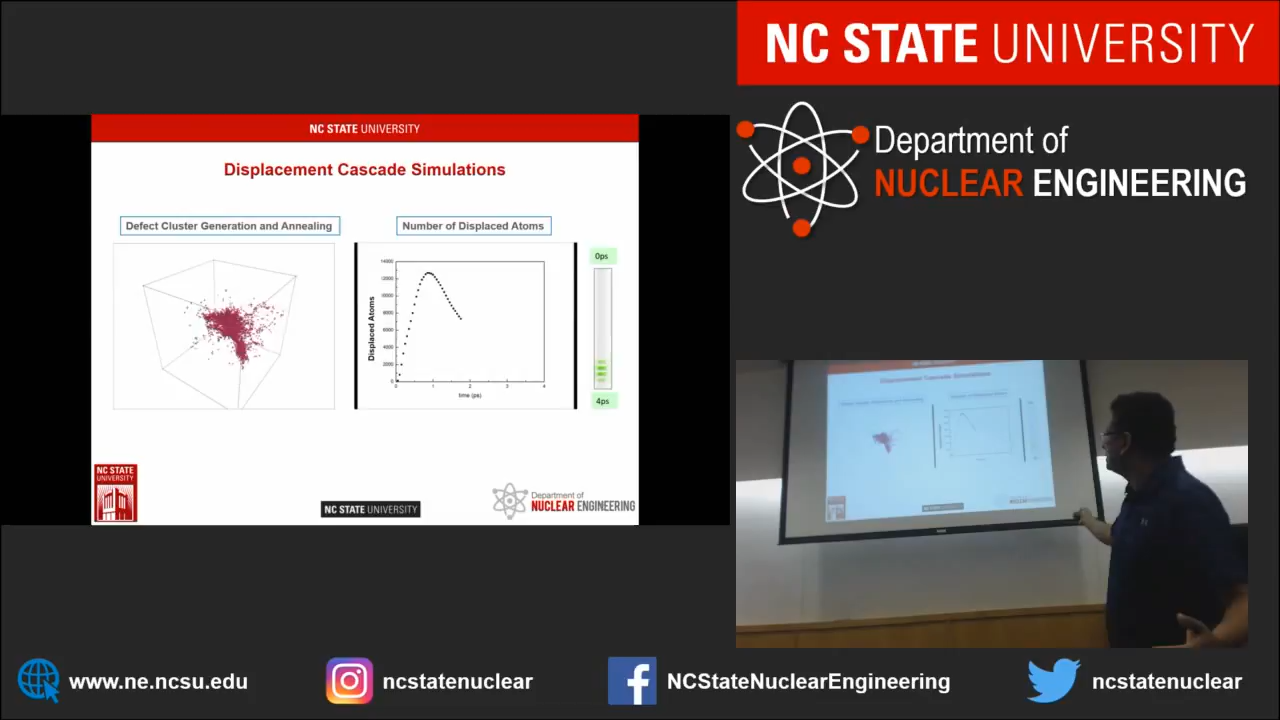 NC STATE UNIVERSITY
Department of
NUCLEAR ENGINEERING
NC STATE UNIVERSITY
Displacement Cascade Simulations
Defect Cluster Generation and Annealing
Number of Displaced Atoms
0ps
14000
12000
10000
8000
6000
4000
2000
0
Displaced Atoms
0 1 2 3 4
time (ps)
4ps
NC STATE
UNIVERSITY
NC STATE UNIVERSITY
Department of
NUCLEAR ENGINEERING
Displacement Cascade Simulations
www.ne.ncsu.edu
ncstatenuclear
NCStateNuclearEngineering
ncstatenuclear